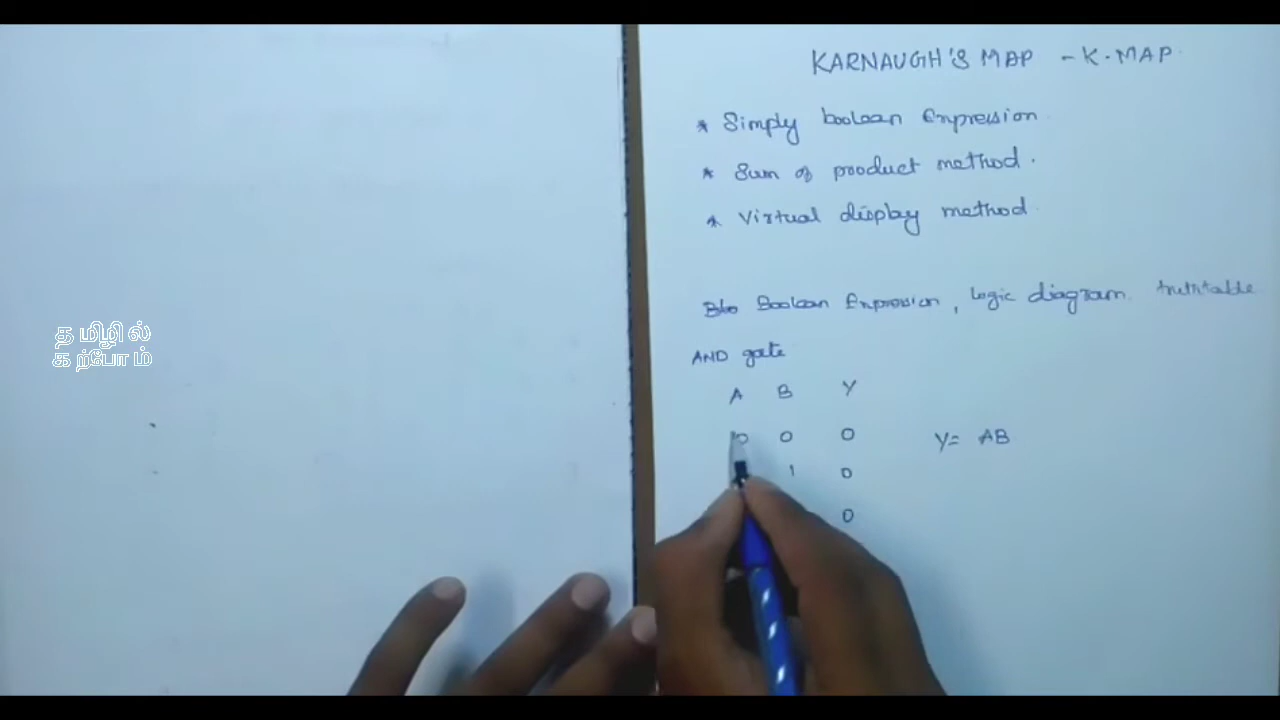 தமிழில்
கற்போம்
KARNAUGH'S MAP - K-MAP
* Simply boolean Expression
* Sum of product method.
* Virtual display method
Boolean Expression, Logic diagram. truthtable
AND gate
A B Y
0 0 0 Y= AB
1 0
0